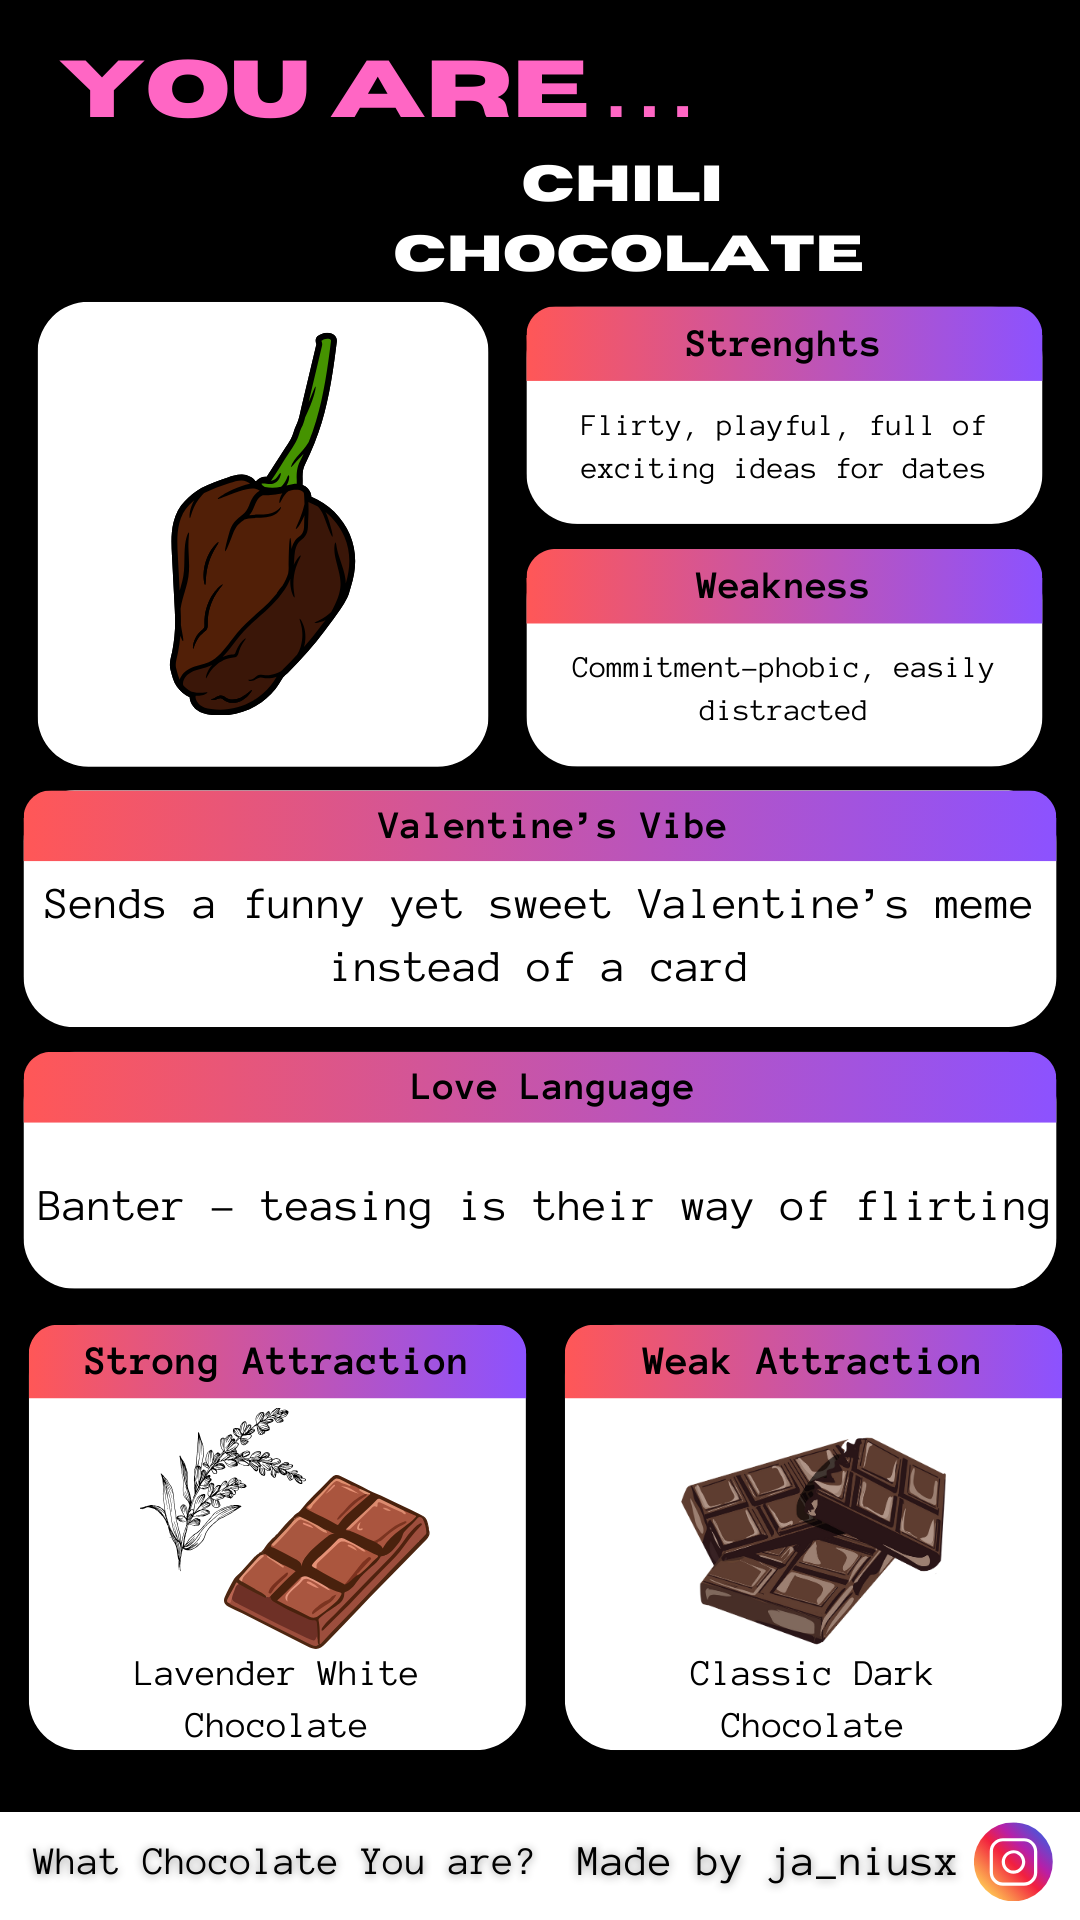 YOU ARE...
CHILI
CHOCOLATE
Strenghts
Flirty, playful, full of
exciting ideas for dates
Weakness
Commitment-phobic, easily
distracted
Valentine's Vibe
Sends a funny yet sweet Valentine's meme
instead of a card
Love Language
Banter - teasing is their way of flirting
Strong Attraction
Lavender White
Chocolate
Weak Attraction
Classic Dark
Chocolate
What Chocolate You are? Made by ja_niusx